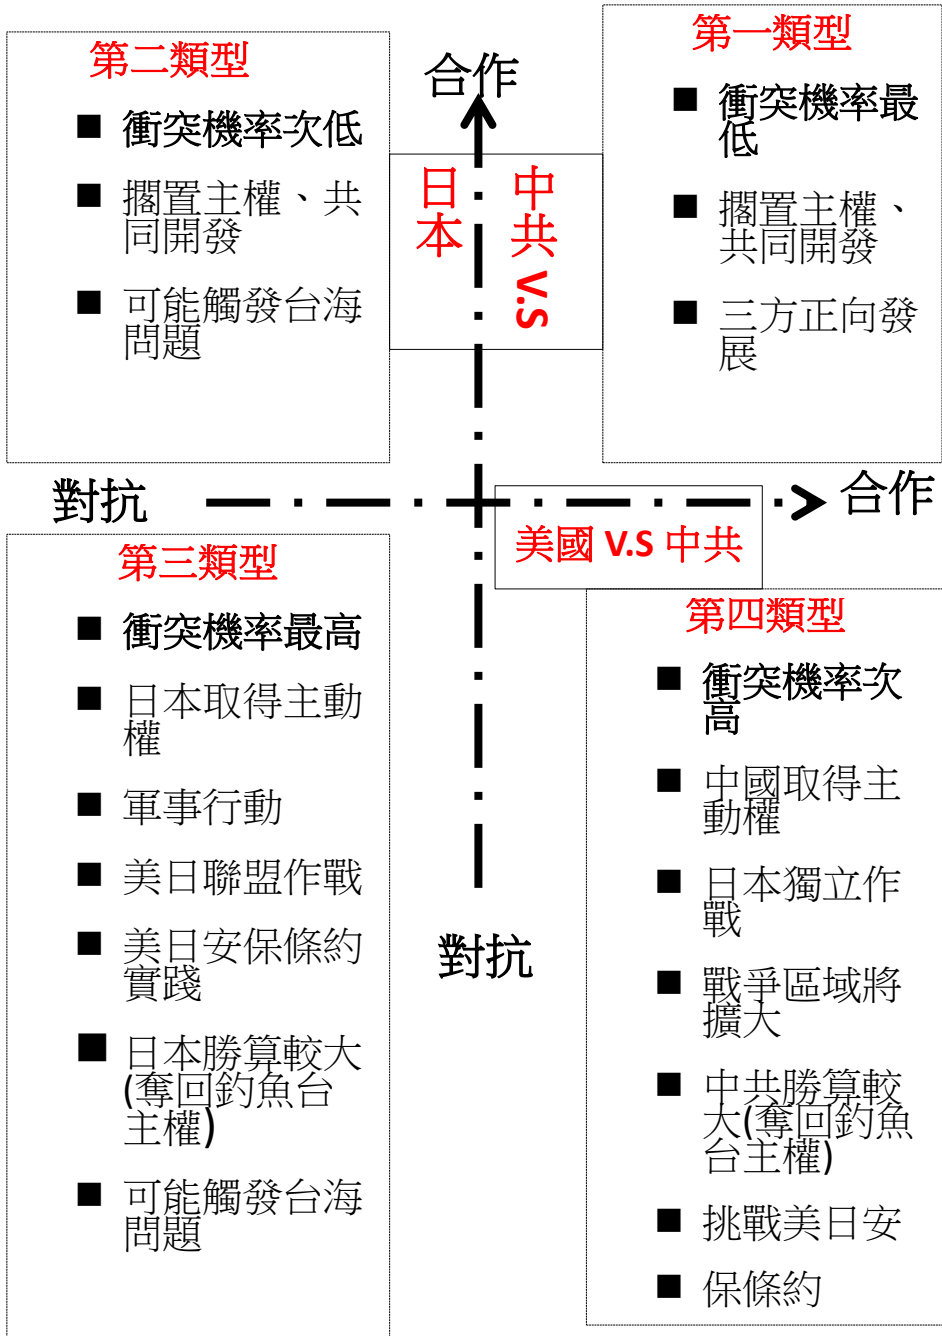 第二類型
■ 衝突機率次低
■ 擱置主權、共
同開發
■ 可能觸發台海
問題
合作
日本
中共 V.S
第一類型
■ 衝突機率最
低
■ 擱置主權、
共同開發
■ 三方正向發
展
對抗
合作
美國 V.S 中共
第三類型
■ 衝突機率最高
■ 日本取得主動
權
■ 軍事行動
■ 美日聯盟作戰
■ 美日安保條約
實踐
■ 日本勝算較大
(奪回釣魚台
主權)
■ 可能觸發台海
問題
對抗
第四類型
■ 衝突機率次
高
■ 中國取得主
動權
■ 日本獨立作
戰
■ 戰爭區域將
擴大
■ 中共勝算較
大(奪回釣魚
台主權)
■ 挑戰美日安
■ 保條約